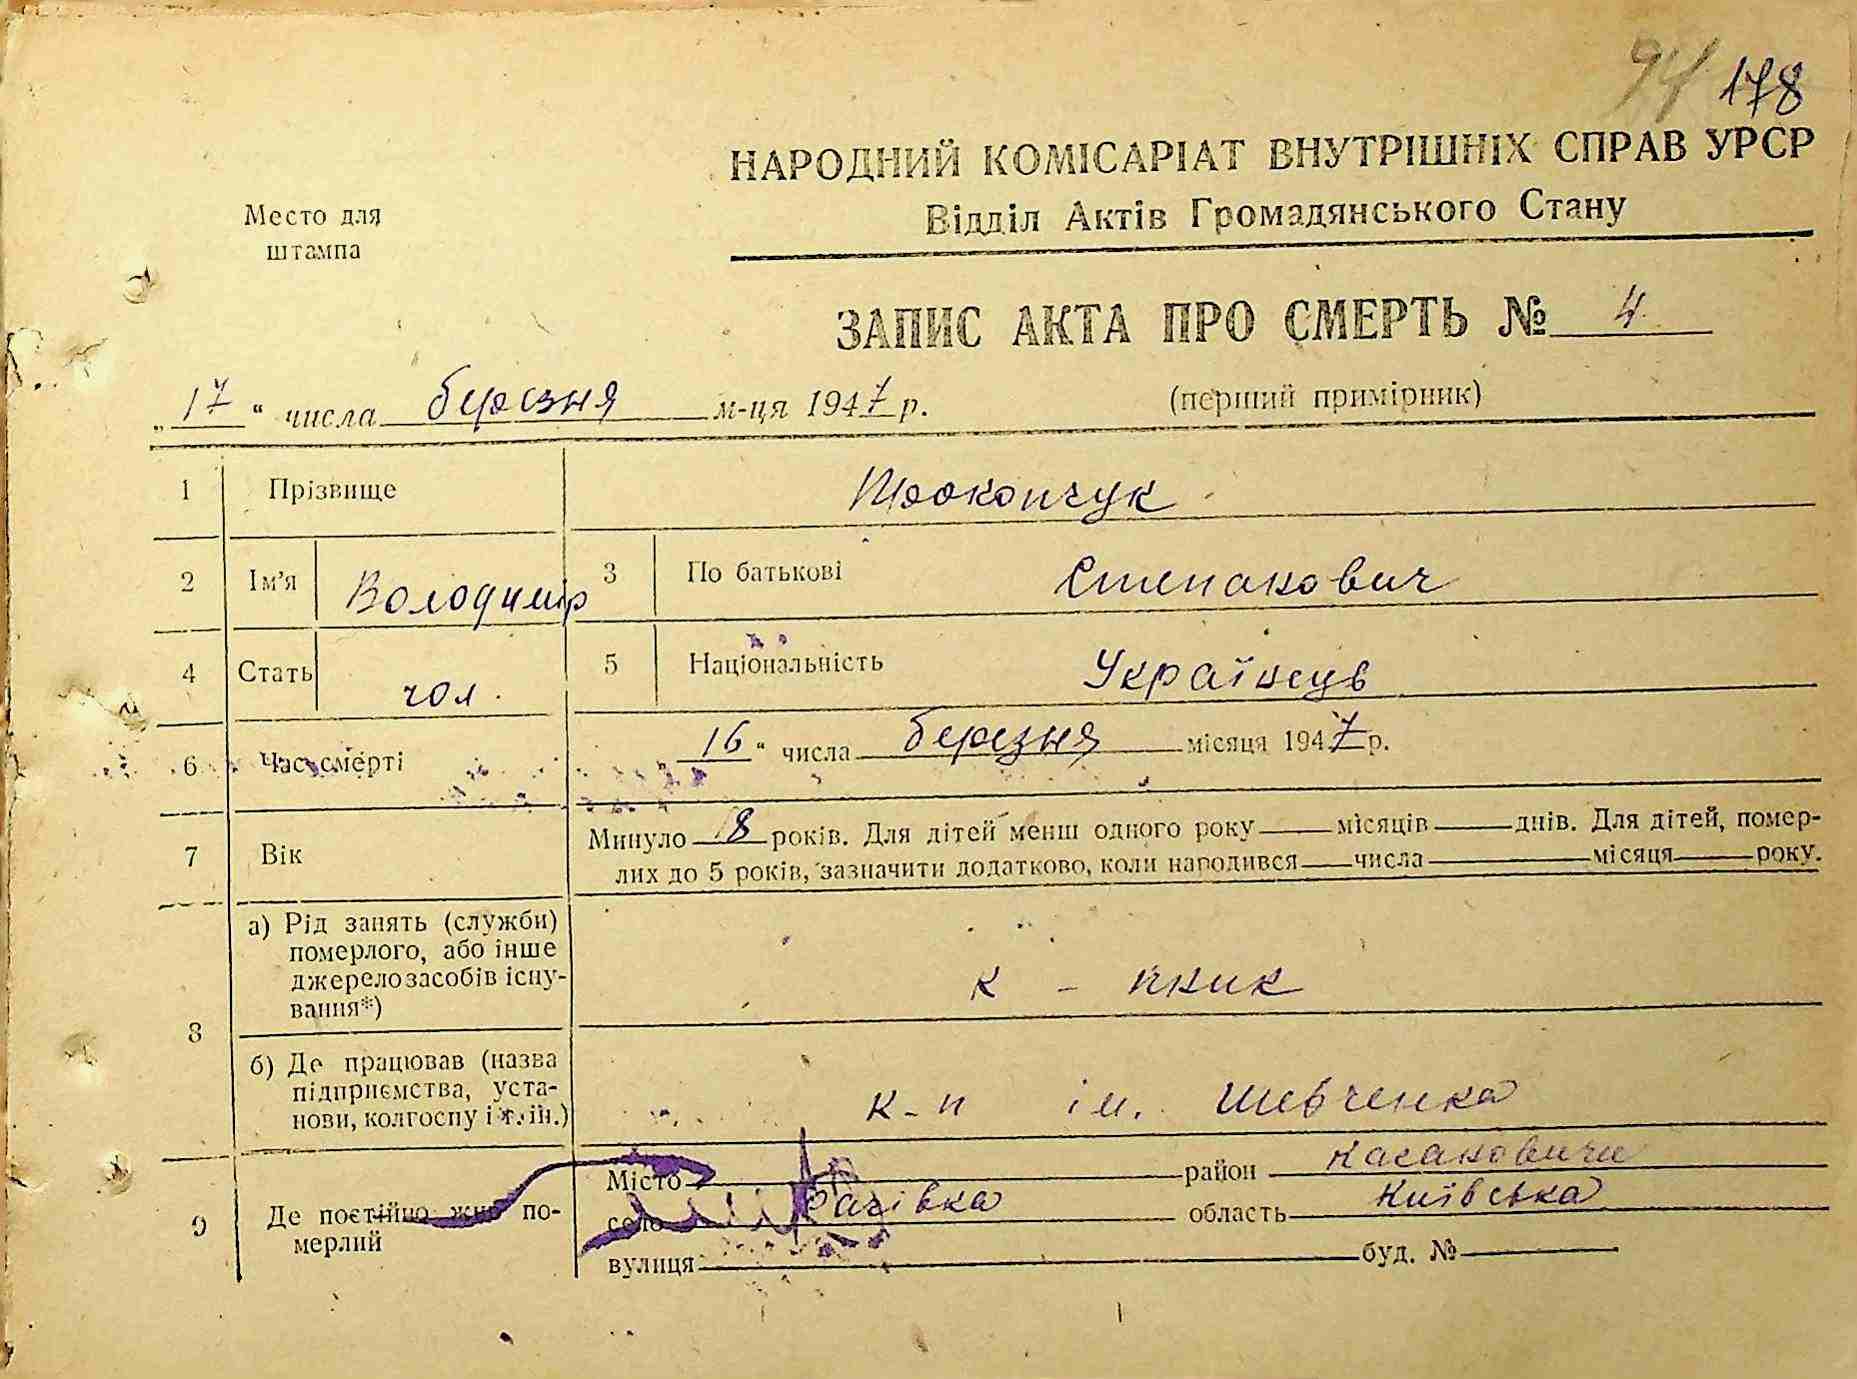 94 178
НАРОДНИЙ КОМІСАРІАТ ВНУТРІШНІХ СПРАВ УРСР
Відділ Актів Громадянського Стану
Место для
штампа
ЗАПИС АКТА ПРО СМЕРТЬ № 4
„17“ числа березня м-ця 1947 р. (перший примірник)
1 Прізвище Прокопчук
2 Ім'я Володимір 3 По батькові Степанович
4 Стать чол. 5 Національність Українець
6 Час смерті 16“ числа березня місяця 1947 р.
7 Вік Минуло 8 років. Для дітей менш одного року місяців днів. Для дітей, помер-
лих до 5 років, зазначити додатково, коли народився числа місяця року.
8
а) Рід занять (служби)
померлого, або інше
джерело засобів існу-
вання*)
к - пник
б) Де працював (назва
підприємства, уста-
нови, колгоспу і т. ін.)
к-п ім. Шевченка
9 Де постійно жив по-
мерлий
Місто район Кагановичи
село область Київська
вулиця буд. №